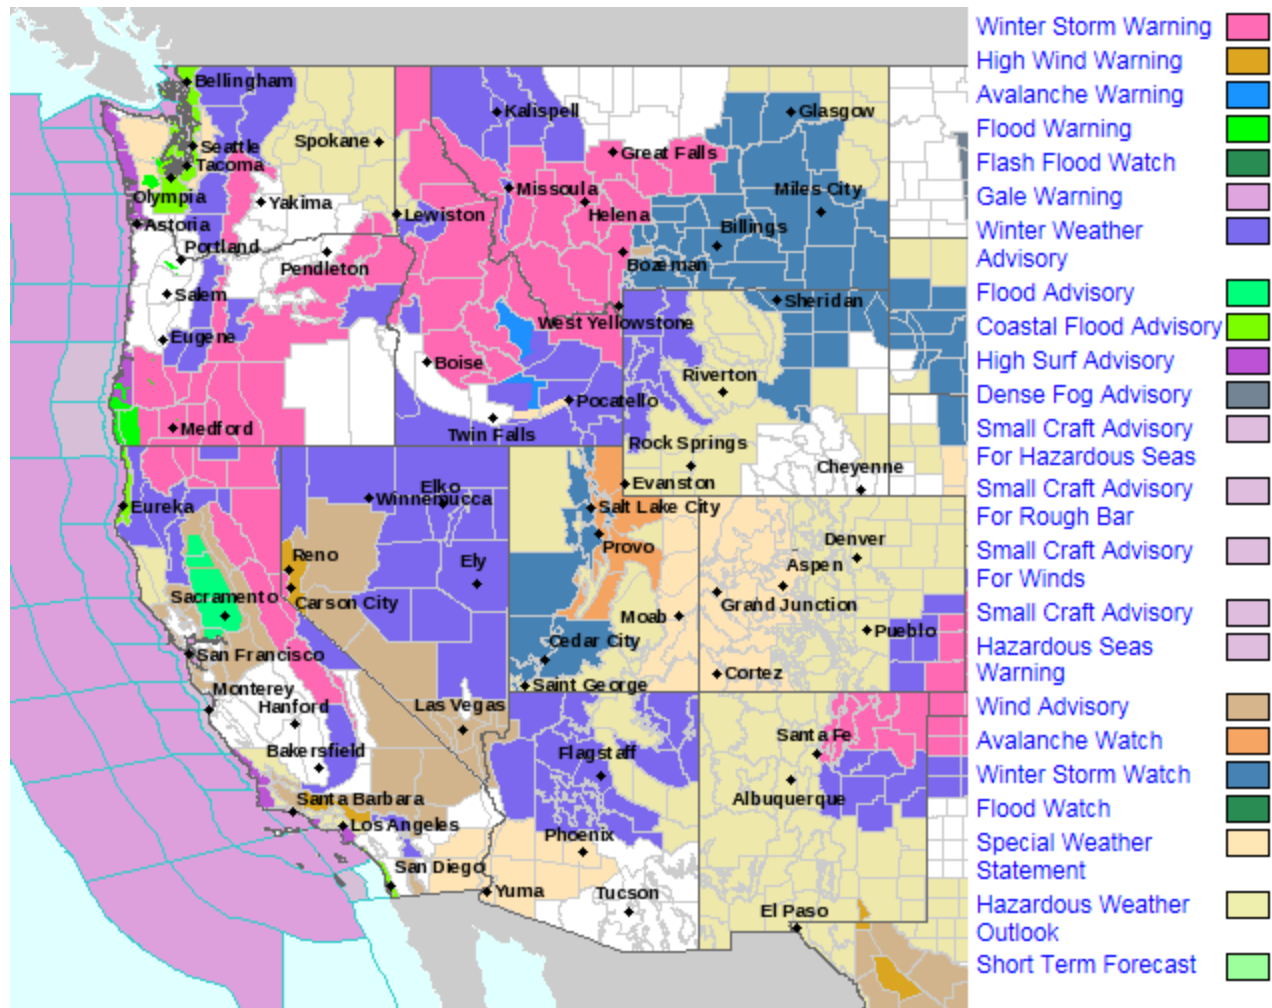 Bellingham
Kalispell
Glasgow
Spokane
Seattle
Great Falls
Tacoma
Olympia
Missoula
Miles City
Yakima
Helena
Lewiston
Astoria
Billings
Portland
Pendleton
Bozeman
Salem
Sheridan
West Yellowstone
Eugene
Boise
Riverton
Pocatello
Medford
Twin Falls
Rock Springs
Cheyenne
Evanston
Elko
Winnemucca
Eureka
Salt Lake City
Reno
Provo
Denver
Ely
Aspen
Sacramento
Carson City
Grand Junction
Moab
Pueblo
Cedar City
San Francisco
Cortez
Saint George
Monterey
Hanford
Las Vegas
Santa Fe
Bakersfield
Flagstaff
Albuquerque
Santa Barbara
Los Angeles
Phoenix
San Diego
Yuma
Tucson
El Paso
Winter Storm Warning
High Wind Warning
Avalanche Warning
Flood Warning
Flash Flood Watch
Gale Warning
Winter Weather
Advisory
Flood Advisory
Coastal Flood Advisory
High Surf Advisory
Dense Fog Advisory
Small Craft Advisory
For Hazardous Seas
Small Craft Advisory
For Rough Bar
Small Craft Advisory
For Winds
Small Craft Advisory
Hazardous Seas
Warning
Wind Advisory
Avalanche Watch
Winter Storm Watch
Flood Watch
Special Weather
Statement
Hazardous Weather
Outlook
Short Term Forecast